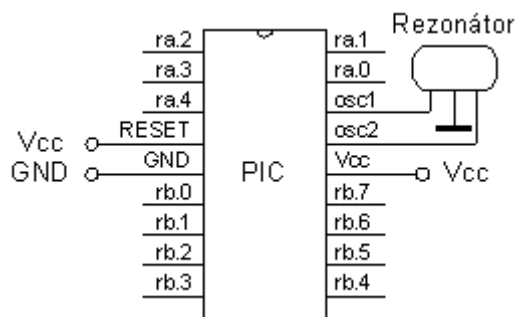 Rezonátor
ra.2 ra.1
ra.3 ra.0
ra.4 osc1
Vcc RESET osc2
GND GND PIC Vcc Vcc
rb.0 rb.7
rb.1 rb.6
rb.2 rb.5
rb.3 rb.4